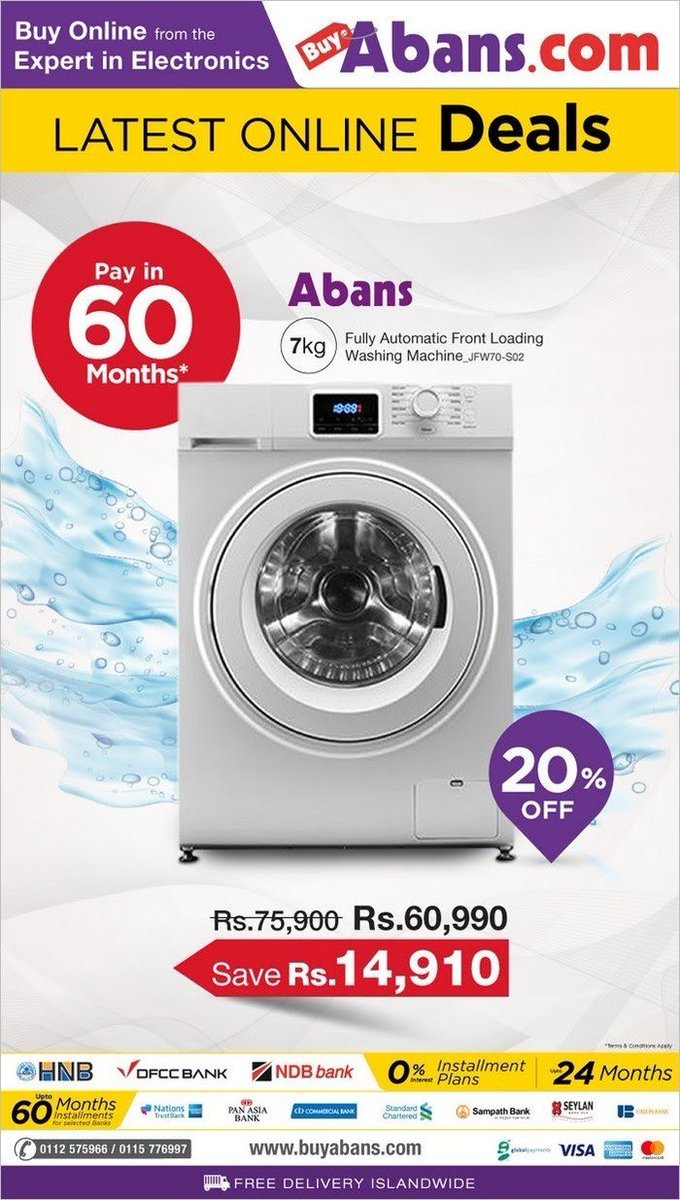 Buy Online from the
Expert in Electronics
Buy Abans.com
LATEST ONLINE Deals
Pay in
60
Months*
Abans
7kg
Fully Automatic Front Loading
Washing Machine_JFW70-S02
20%
OFF
Rs.75,900 Rs.60,990
Save Rs.14,910
*Terms & Conditions Apply
HNB
DFCC BANK
NDB bank
0% Interest Installment Plans
Upto 24 Months
Upto 60 Months Installments
for selected Banks
Nations Trust Bank
PAN ASIA BANK
COMMERCIAL BANK
Standard Chartered
Sampath Bank
SEYLAN BANK
UNION BANK
0112 575966 / 0115 776997
www.buyabans.com
globalpayments
VISA
mastercard
FREE DELIVERY ISLANDWIDE